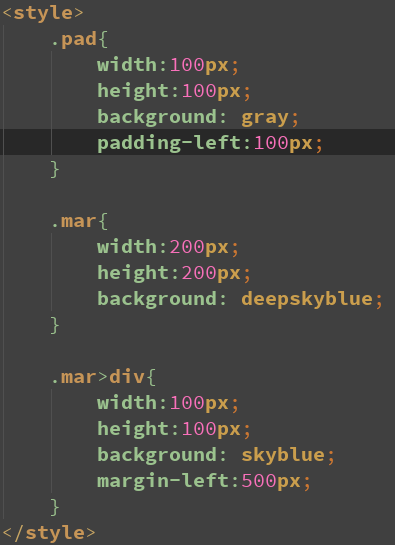 <style>
.pad{
width:100px;
height:100px;
background: gray;
padding-left:100px;
}
.mar{
width:200px;
height:200px;
background: deepskyblue;
}
.mar>div{
width:100px;
height:100px;
background: skyblue;
margin-left:500px;
}
</style>